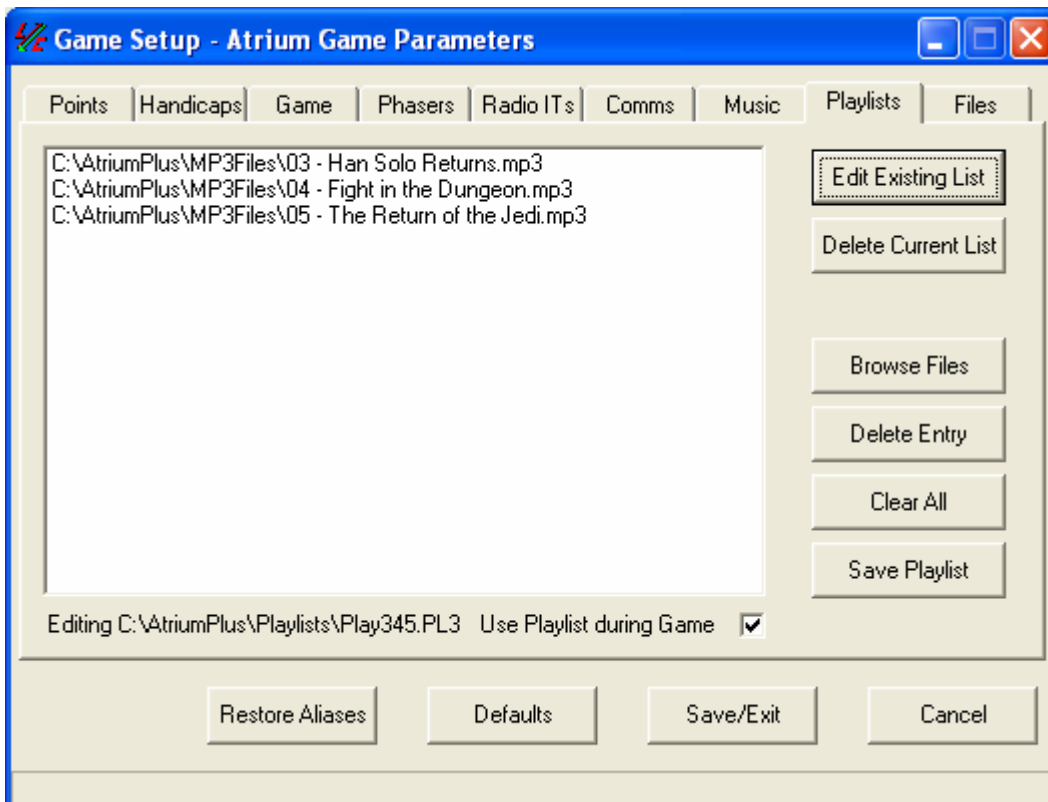 Game Setup - Atrium Game Parameters
Points Handicaps Game Phasers Radio ITs Comms Music Playlists Files
C:\AtriumPlus\MP3Files\03 - Han Solo Returns.mp3
C:\AtriumPlus\MP3Files\04 - Fight in the Dungeon.mp3
C:\AtriumPlus\MP3Files\05 - The Return of the Jedi.mp3
Edit Existing List
Delete Current List
Browse Files
Delete Entry
Clear All
Save Playlist
Editing C:\AtriumPlus\Playlists\Play345.PL3 Use Playlist during Game
Restore Aliases Defaults Save/Exit Cancel